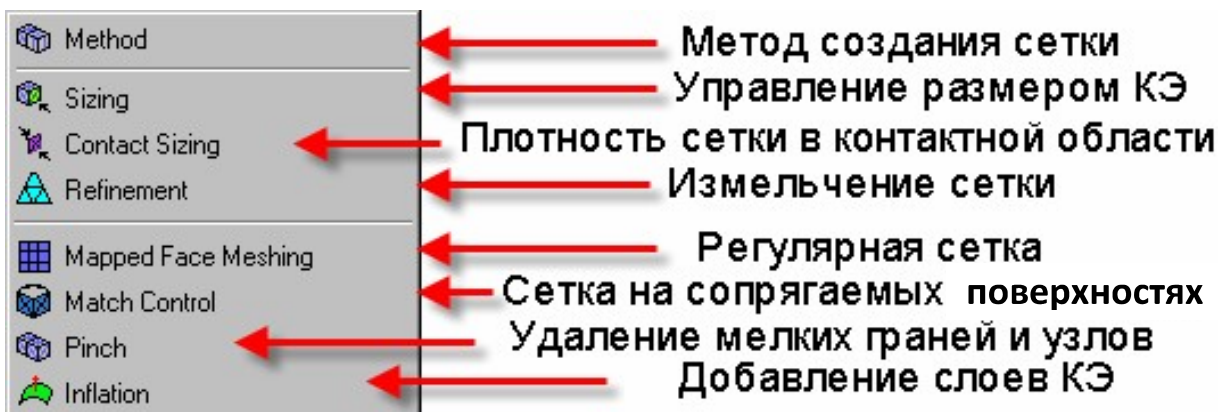 Method Метод создания сетки
Sizing Управление размером КЭ
Contact Sizing Плотность сетки в контактной области
Refinement Измельчение сетки
Mapped Face Meshing Регулярная сетка
Match Control Сетка на сопрягаемых поверхностях
Pinch Удаление мелких граней и узлов
Inflation Добавление слоев КЭ